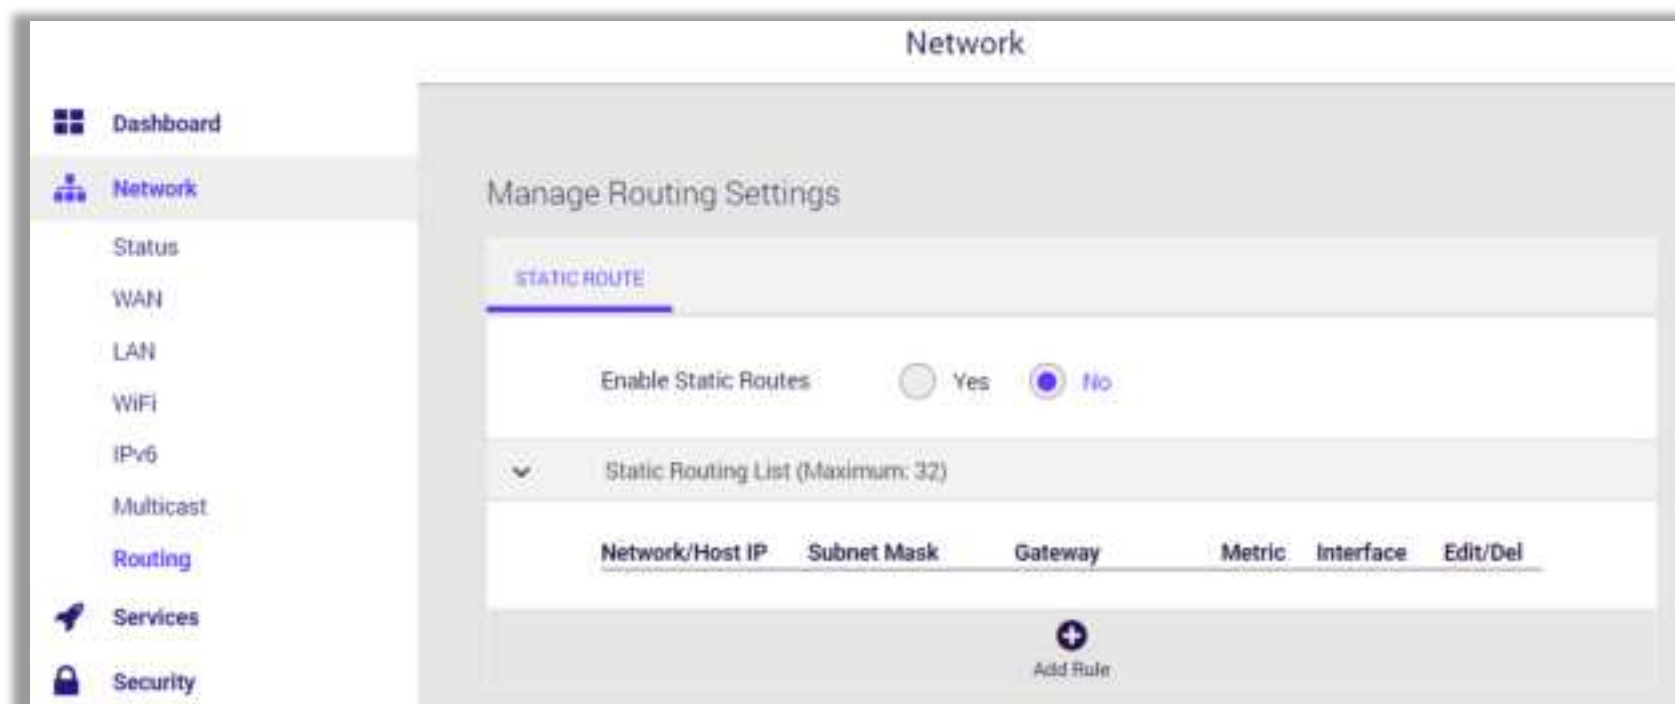 Network
Dashboard
Network
Status
WAN
LAN
WiFi
IPv6
Multicast
Routing
Services
Security
Manage Routing Settings
STATIC ROUTE
Enable Static Routes Yes No
Static Routing List (Maximum: 32)
Network/Host IP Subnet Mask Gateway Metric Interface Edit/Del
Add Rule